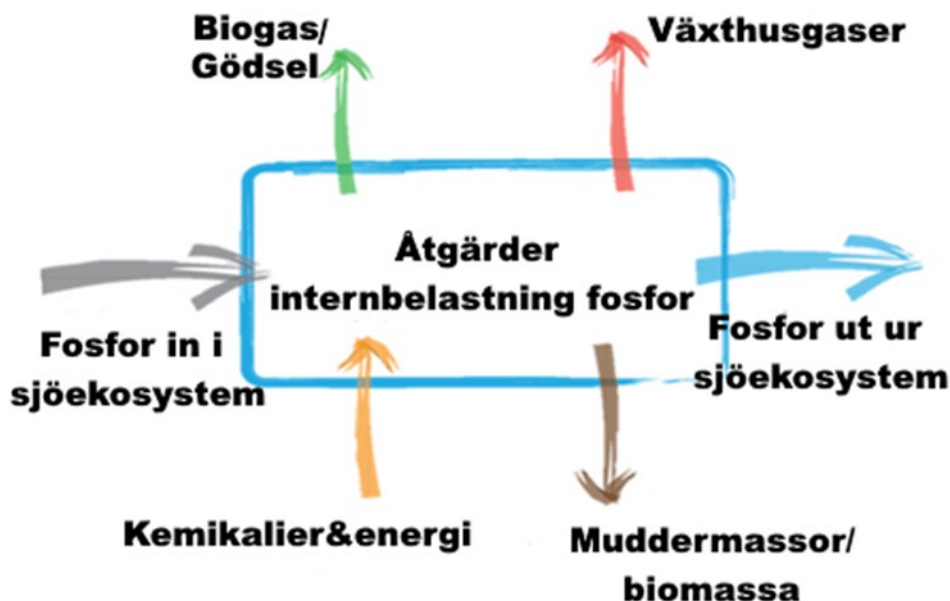 Biogas/
Gödsel
Växthusgaser
Åtgärder
internbelastning fosfor
Fosfor in i
sjöekosystem
Fosfor ut ur
sjöekosystem
Kemikalier&energi
Muddermassor/
biomassa